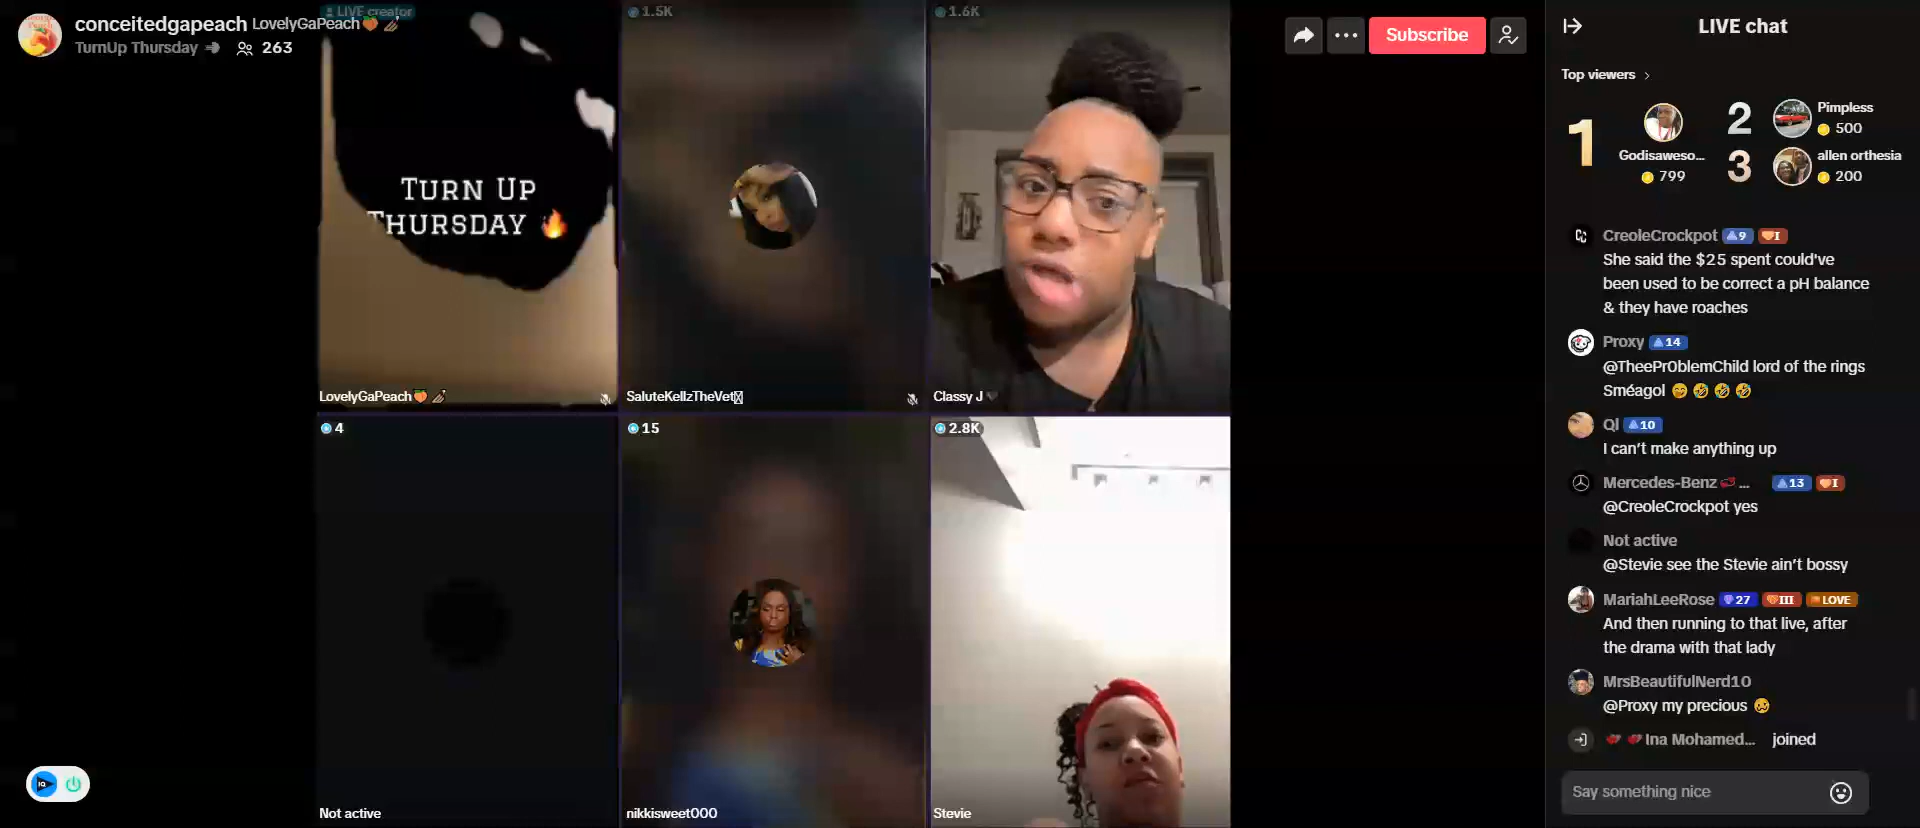 conceitedgapeach LovelyGaPeach🍑💅🏾
TurnUp Thursday 263
LIVE creator
1.5K
1.6K
Subscribe
TURN UP
THURSDAY 🔥
LovelyGaPeach🍑💅🏾
SaluteKellzTheVet
Classy J🖤
4
15
2.8K
Not active
nikkisweet000
Stevie
LIVE chat
Top viewers >
1
Godisaweso...
799
2
Pimpless
500
3
allen orthesia
200
CreoleCrockpot 9 I
She said the $25 spent could've
been used to be correct a pH balance
& they have roaches
Proxy 14
@TheePr0blemChild lord of the rings
Sméagol 🤭 🤣 🤣 🤣
QI 10
I can't make anything up
Mercedes-Benz ... 13 I
@CreoleCrockpot yes
Not active
@Stevie see the Stevie ain't bossy
MariahLeeRose 27 III LOVE
And then running to that live, after
the drama with that lady
MrsBeautifulNerd10
@Proxy my precious 🥴
Ina Mohamed... joined
Say something nice